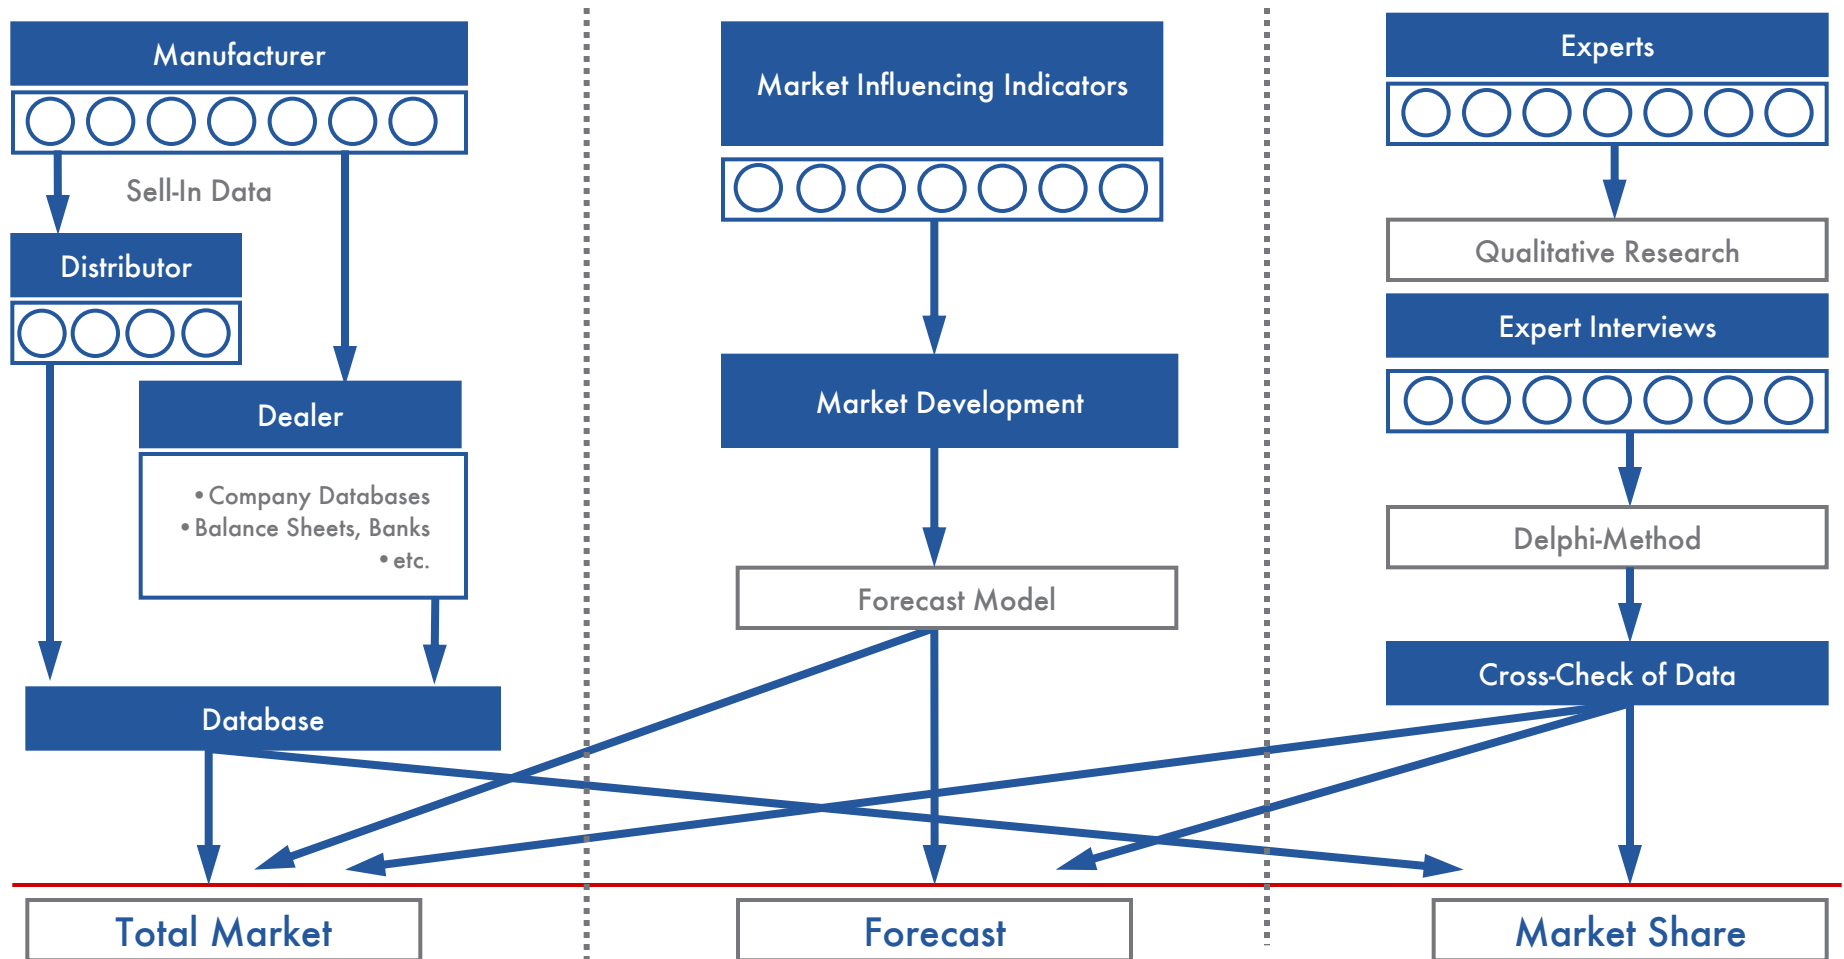 Manufacturer
Sell-In Data
Distributor
Dealer
•Company Databases
•Balance Sheets, Banks
•etc.
Database
Total Market
Market Influencing Indicators
Market Development
Forecast Model
Forecast
Experts
Qualitative Research
Expert Interviews
Delphi-Method
Cross-Check of Data
Market Share